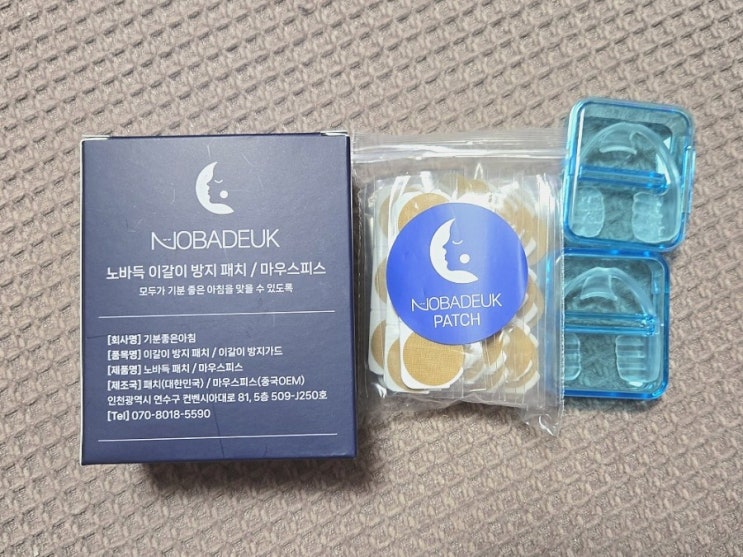 NOBADEUK
노바득 이갈이 방지 패치 / 마우스피스
모두가 기분 좋은 아침을 맞을 수 있도록
[회사명] 기분좋은아침
[품목명] 이갈이 방지 패치 / 이갈이 방지가드
[제품명] 노바득 패치 / 마우스피스
[제조국] 패치(대한민국) / 마우스피스(중국OEM)
인천광역시 연수구 컨벤시아대로 81, 5층 509-J250호
[Tel] 070-8018-5590
NOBADEUK
PATCH